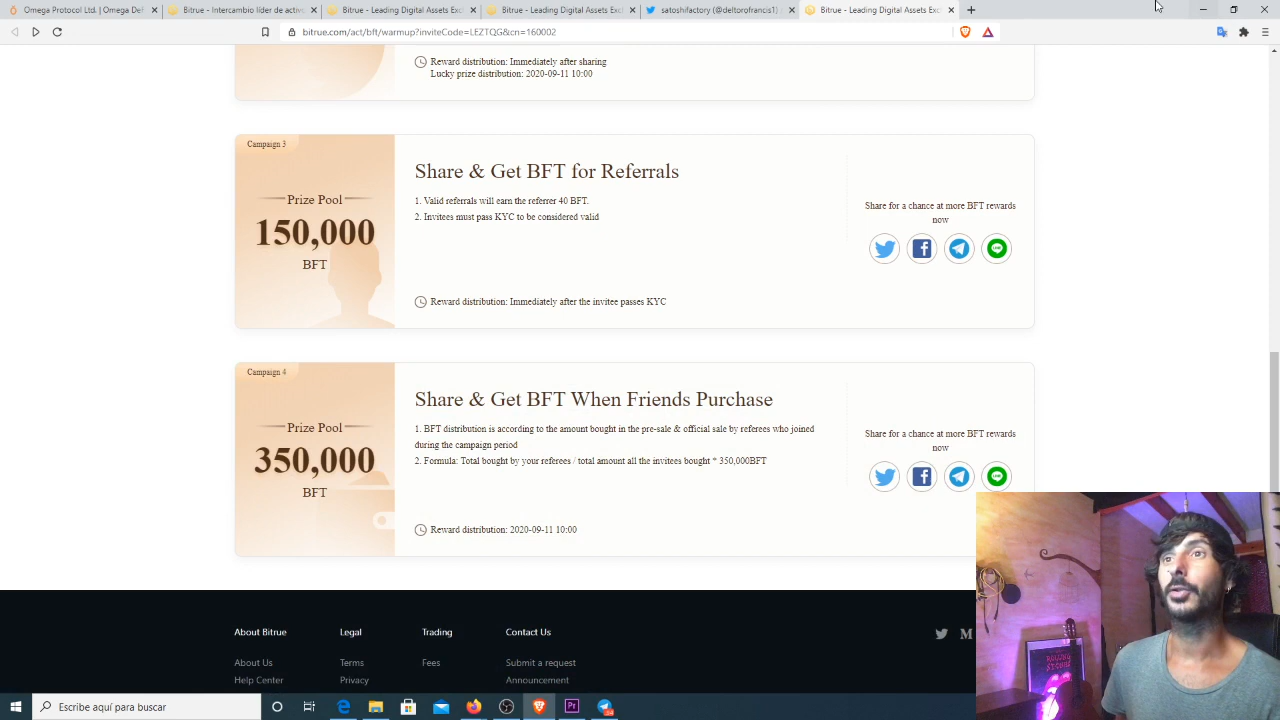 Omega Protocol Ltd. | Omega Def
Bitrue - Intercambio líder de Digital A
Bitrue - Digital Assets Exchange
Bitrue - Digital Assets Exchange
satoshifactory (@deltorofrancis1) /
Bitrue - Digital Assets Exchange
bitrue.com/act/bft/warmup?inviteCode=LEZTQG&cn=160002
Reward distribution: Immediately after sharing
Lucky prize distribution: 2020-09-11 10:00
Campaign 3
Prize Pool
150,000
BFT
Share & Get BFT for Referrals
1. Valid referrals will earn the referrer 40 BFT.
2. Invitees must pass KYC to be considered valid
Reward distribution: Immediately after the invitee passes KYC
Share for a chance at more BFT rewards
now
Campaign 4
Prize Pool
350,000
BFT
Share & Get BFT When Friends Purchase
1. BFT distribution is according to the amount bought in the pre-sale & official sale by referees who joined
during the campaign period
2. Formula: Total bought by your referees / total amount all the invitees bought * 350,000BFT
Reward distribution: 2020-09-11 10:00
Share for a chance at more BFT rewards
now
About Bitrue
About Us
Help Center
Legal
Terms
Privacy
Trading
Fees
Contact Us
Submit a request
Announcement
Escribe aquí para buscar